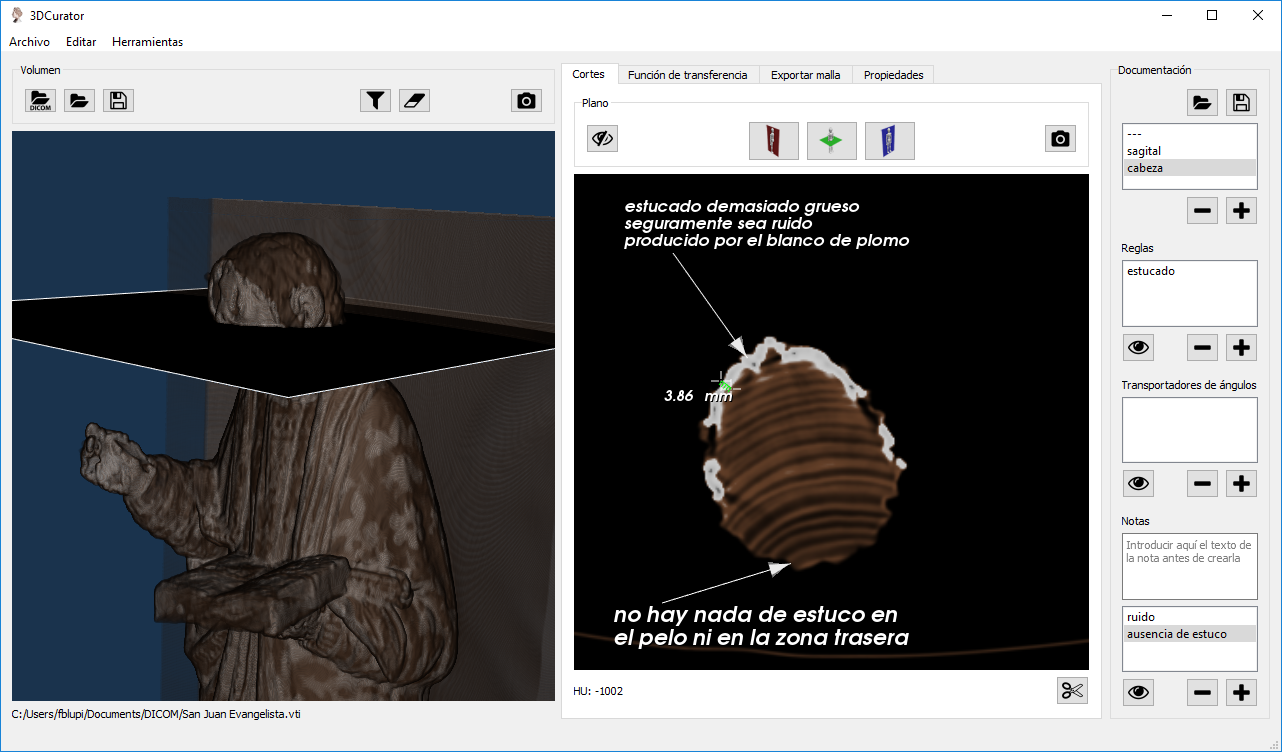 3DCurator
Archivo Editar Herramientas
Volumen
DICOM
C:/Users/fblupi/Documents/DICOM/San Juan Evangelista.vti
Cortes Función de transferencia Exportar malla Propiedades
Plano
estucado demasiado grueso
seguramente sea ruido
producido por el blanco de plomo
3.86 mm
no hay nada de estuco en
el pelo ni en la zona trasera
HU: -1002
Documentación
---
sagital
cabeza
Reglas
estucado
Transportadores de ángulos
Notas
Introducir aquí el texto de
la nota antes de crearla
ruido
ausencia de estuco